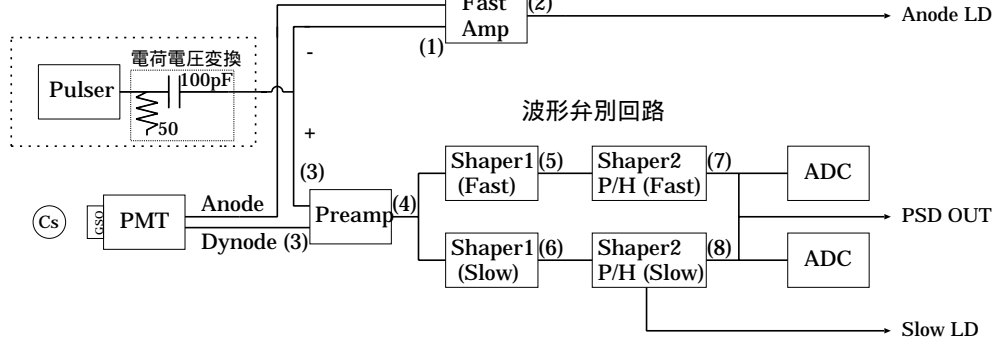 Fast
Amp
(2)
Anode LD
(1)
-
電荷電圧変換
100pF
Pulser
50
波形弁別回路
+
(3)
Shaper1
(Fast)
(5)
Shaper2
P/H (Fast)
(7)
ADC
Cs
GSO
PMT
Anode
Dynode (3)
Preamp
(4)
PSD OUT
Shaper1
(Slow)
(6)
Shaper2
P/H (Slow)
(8)
ADC
Slow LD